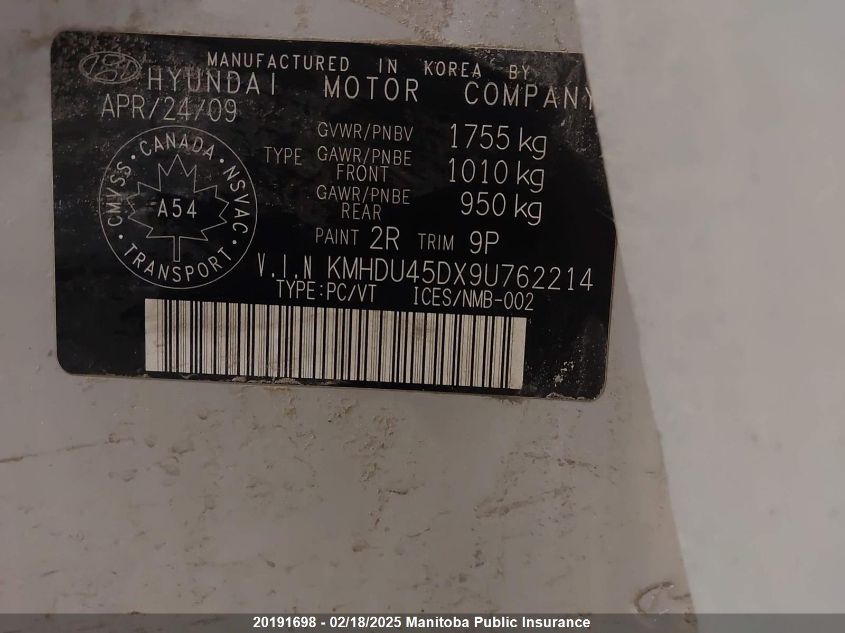 MANUFACTURED IN KOREA BY
HYUNDAI MOTOR COMPANY
APR/24/09
GVWR/PNBV 1755 kg
TYPE GAWR/PNBE FRONT 1010 kg
GAWR/PNBE REAR 950 kg
PAINT 2R TRIM 9P
CMVSS • CANADA • NSVAC • TRANSPORT •
A54
V.I.N KMHDU45DX9U762214
TYPE:PC/VT ICES/NMB-002
20191698 - 02/18/2025 Manitoba Public Insurance